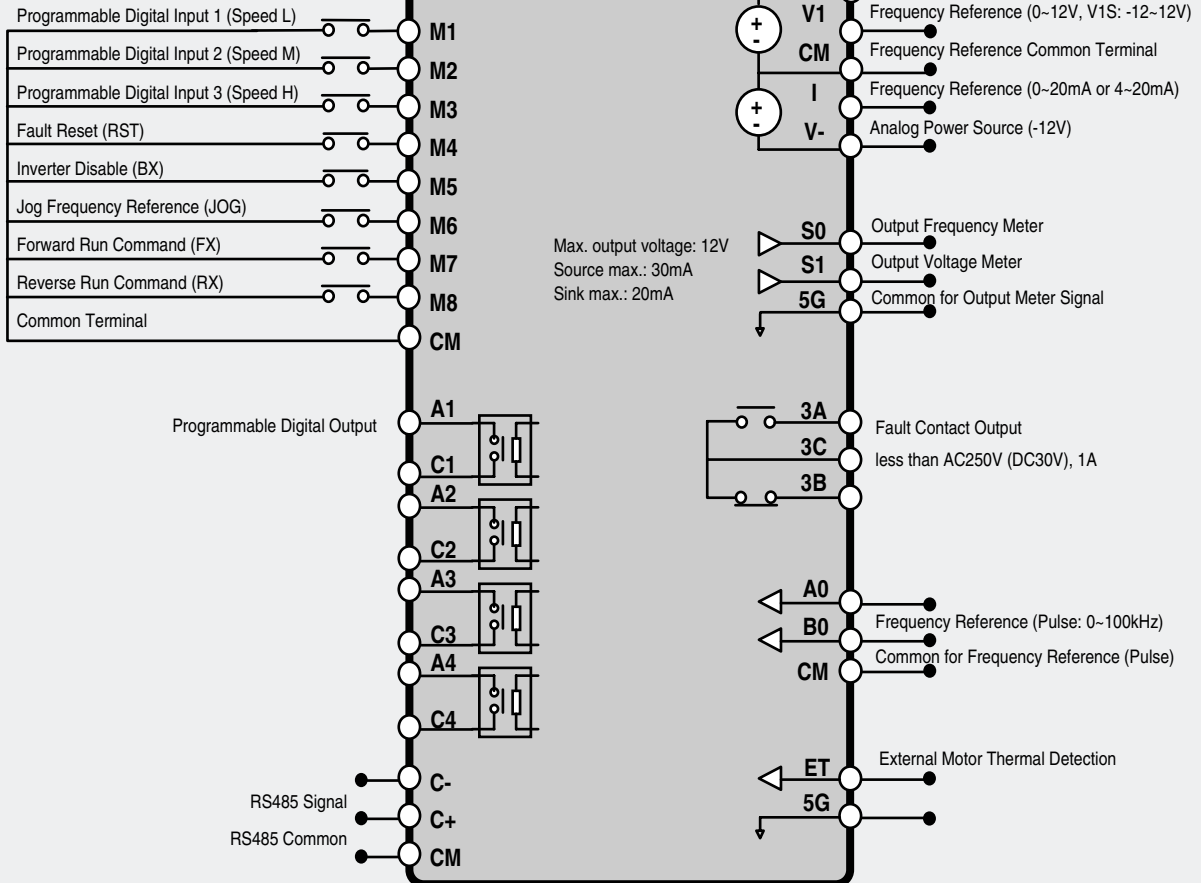 Programmable Digital Input 1 (Speed L)
M1
Programmable Digital Input 2 (Speed M)
M2
Programmable Digital Input 3 (Speed H)
M3
Fault Reset (RST)
M4
Inverter Disable (BX)
M5
Jog Frequency Reference (JOG)
M6
Forward Run Command (FX)
M7
Reverse Run Command (RX)
M8
Common Terminal
CM
Programmable Digital Output
A1
C1
A2
C2
A3
C3
A4
C4
RS485 Signal
C-
C+
RS485 Common
CM
Max. output voltage: 12V
Source max.: 30mA
Sink max.: 20mA
+
-
V1
Frequency Reference (0~12V, V1S: -12~12V)
CM
Frequency Reference Common Terminal
+
-
I
Frequency Reference (0~20mA or 4~20mA)
V-
Analog Power Source (-12V)
S0
Output Frequency Meter
S1
Output Voltage Meter
5G
Common for Output Meter Signal
3A
Fault Contact Output
3C
less than AC250V (DC30V), 1A
3B
A0
B0
Frequency Reference (Pulse: 0~100kHz)
CM
Common for Frequency Reference (Pulse)
ET
External Motor Thermal Detection
5G